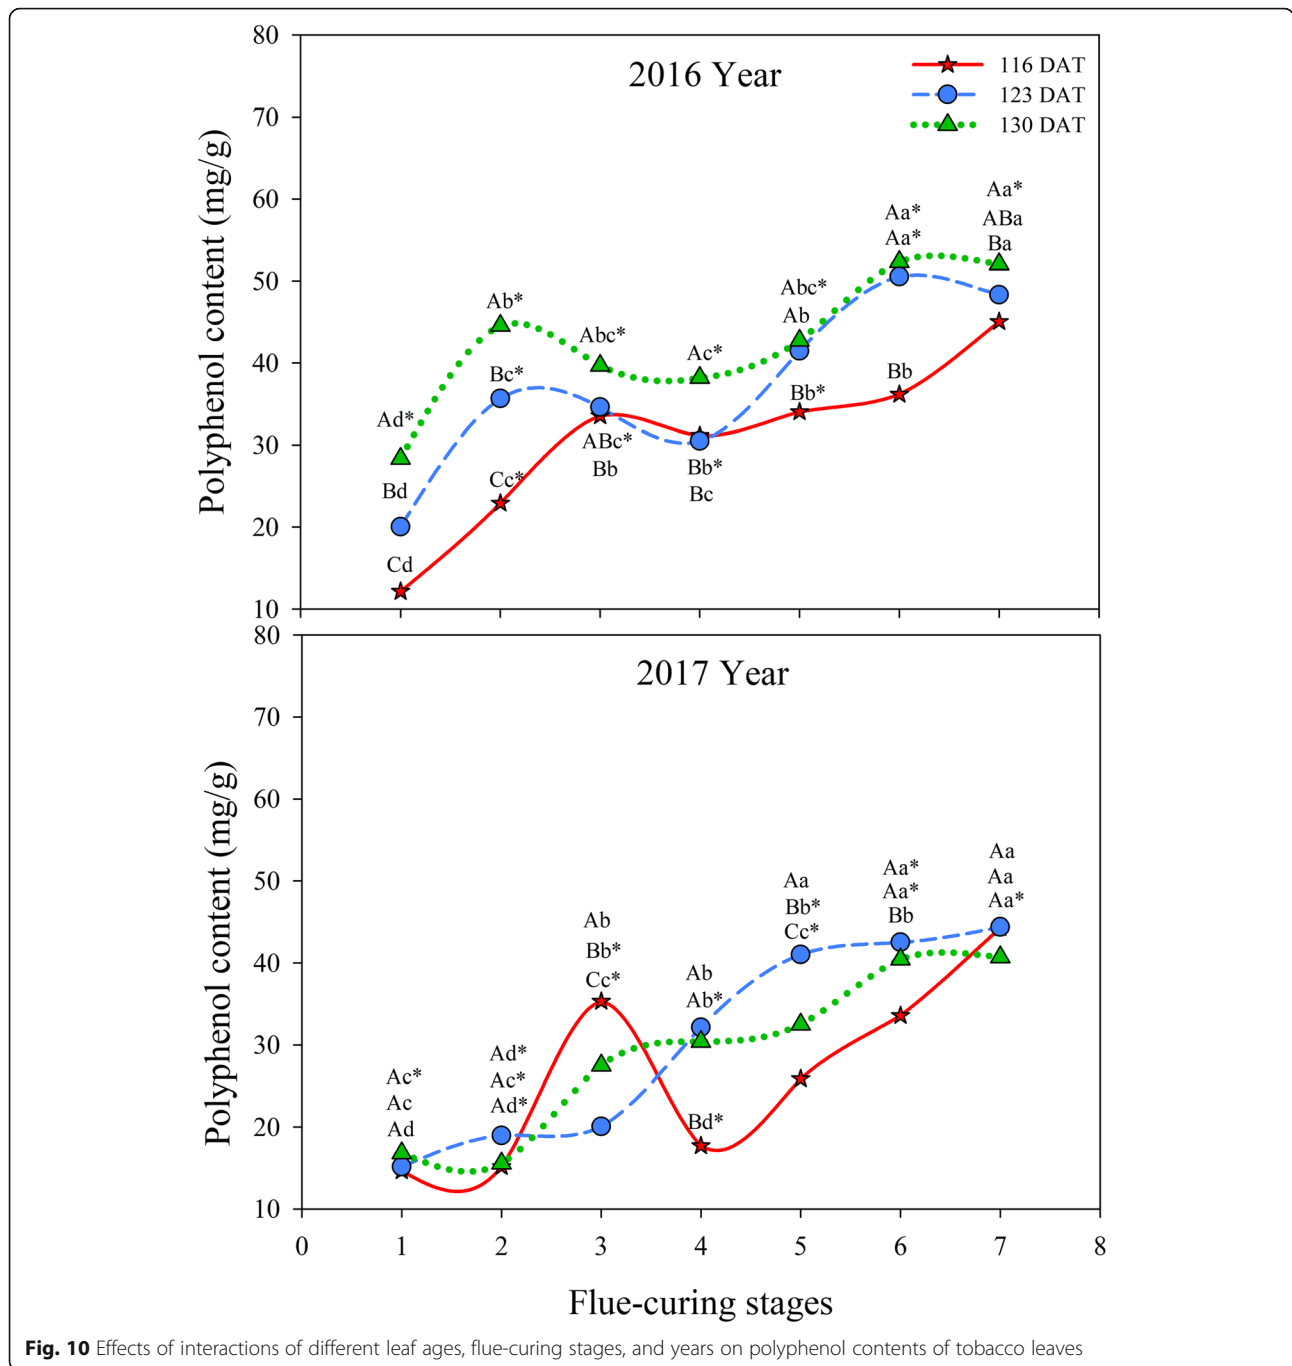 80
2016 Year
116 DAT
123 DAT
130 DAT
70
60
50
40
30
20
10
Polyphenol content (mg/g)
Ad*
Bd
Cd
Ab*
Bc*
Cc*
Abc*
ABc*
Bb
Ac*
Bb*
Bc
Abc*
Ab
Bb*
Aa*
Aa*
Bb
Aa*
ABa
Ba
80
2017 Year
70
60
50
40
30
20
10
Polyphenol content (mg/g)
Ac*
Ac
Ad
Ad*
Ac*
Ad*
Ab
Bb*
Cc*
Ab
Ab*
Bd*
Aa
Bb*
Cc*
Aa*
Aa*
Bb
Aa
Aa
Aa*
0 1 2 3 4 5 6 7 8
Flue-curing stages
Fig. 10 Effects of interactions of different leaf ages, flue-curing stages, and years on polyphenol contents of tobacco leaves